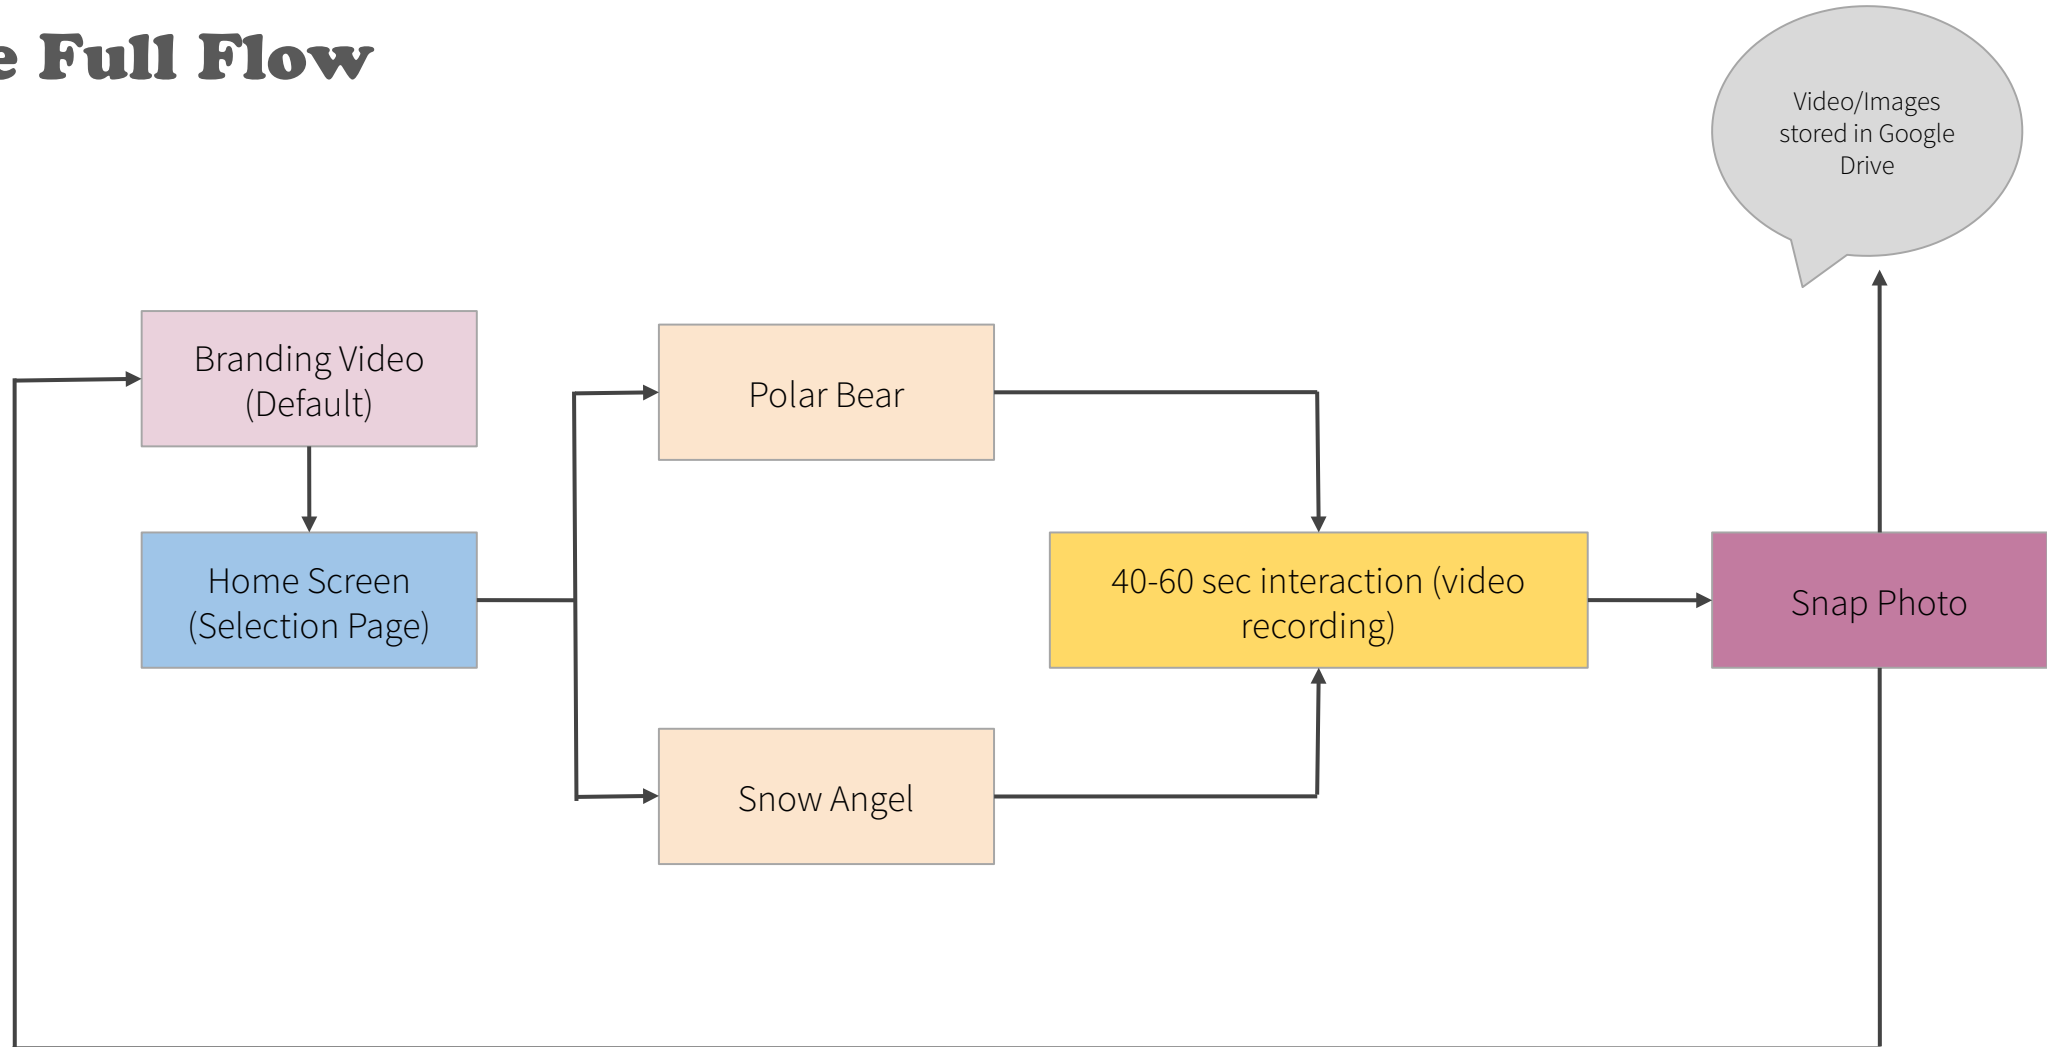 e Full Flow
Video/Images
stored in Google
Drive
Branding Video
(Default)
Polar Bear
Home Screen
(Selection Page)
40-60 sec interaction (video
recording)
Snap Photo
Snow Angel